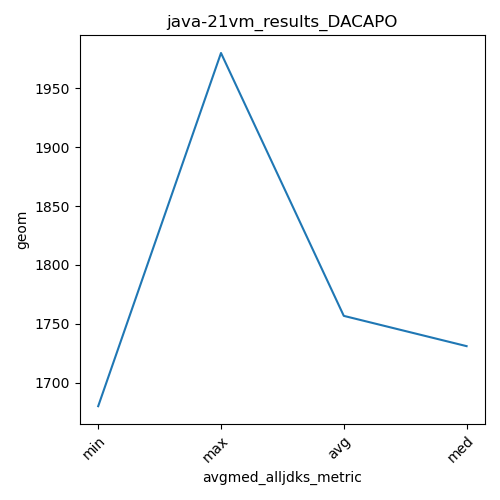 java-21vm_results_DACAPO
geom
1950
1900
1850
1800
1750
1700
min
max
avg
med
avgmed_alljdks_metric